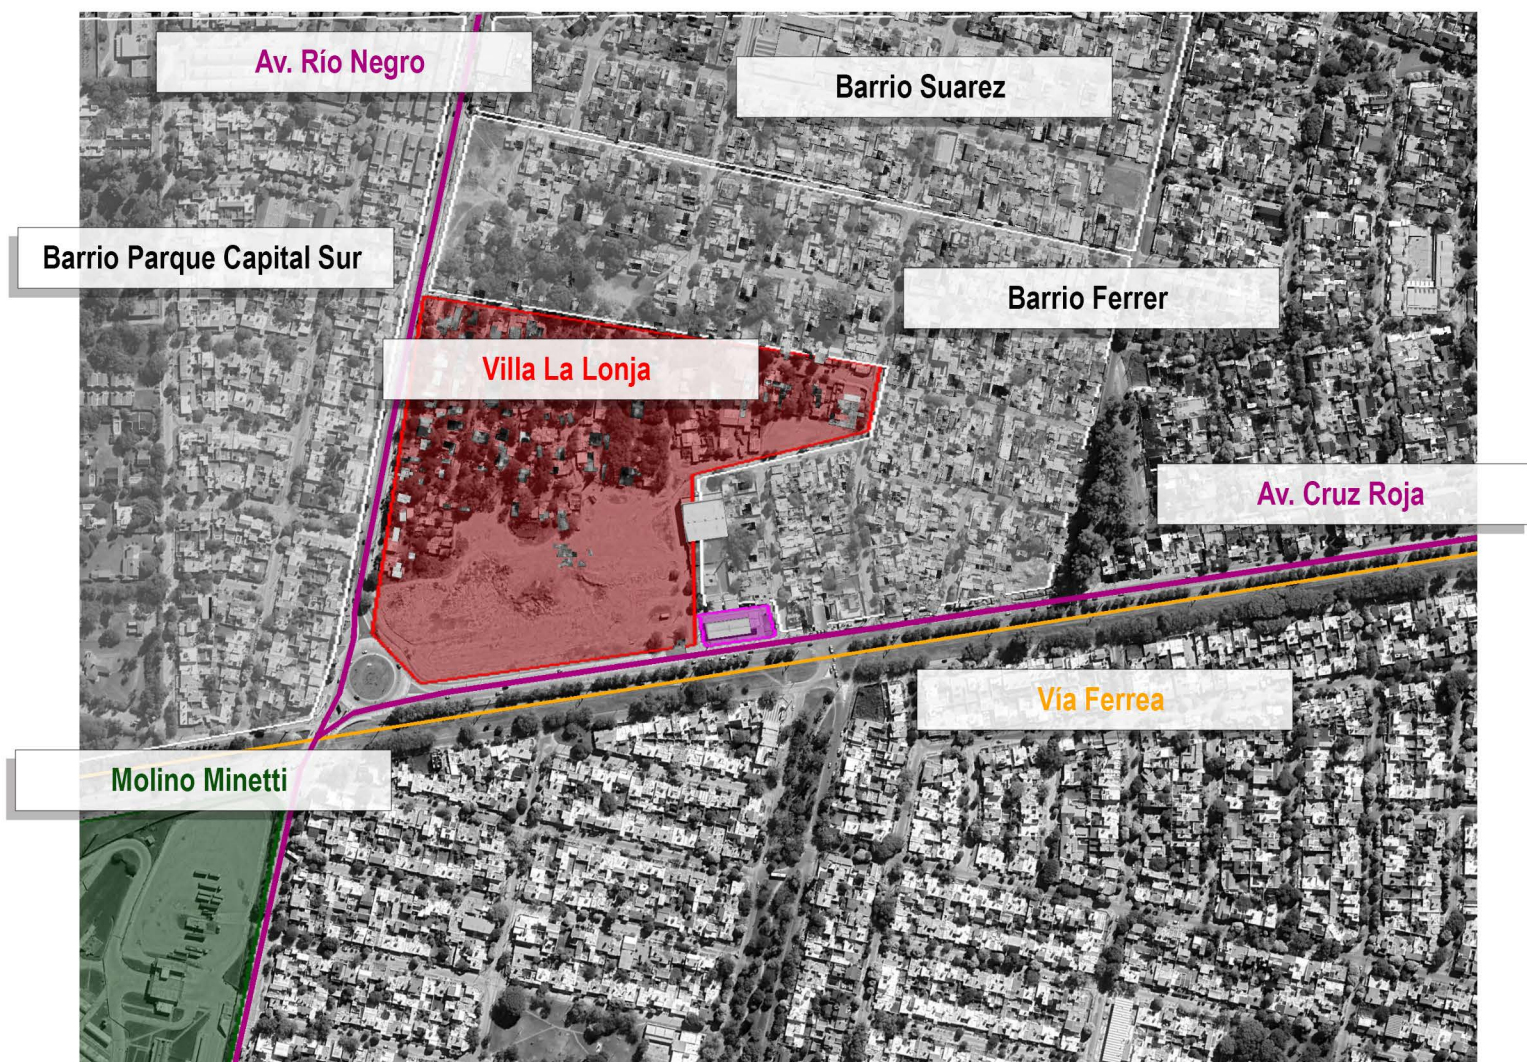 Av. Río Negro
Barrio Suarez
Barrio Parque Capital Sur
Barrio Ferrer
Villa La Lonja
Av. Cruz Roja
Vía Ferrea
Molino Minetti